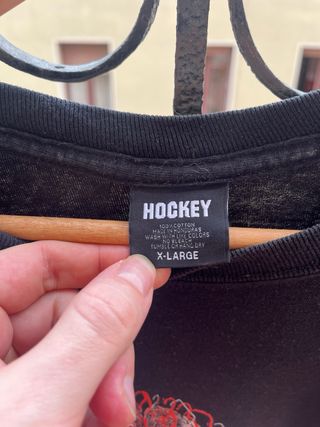 HOCKEY
100% COTTON
MADE IN HONDURAS
WASH WITH LIKE COLORS
NO BLEACH
TUMBLE OR HANG DRY
X-LARGE